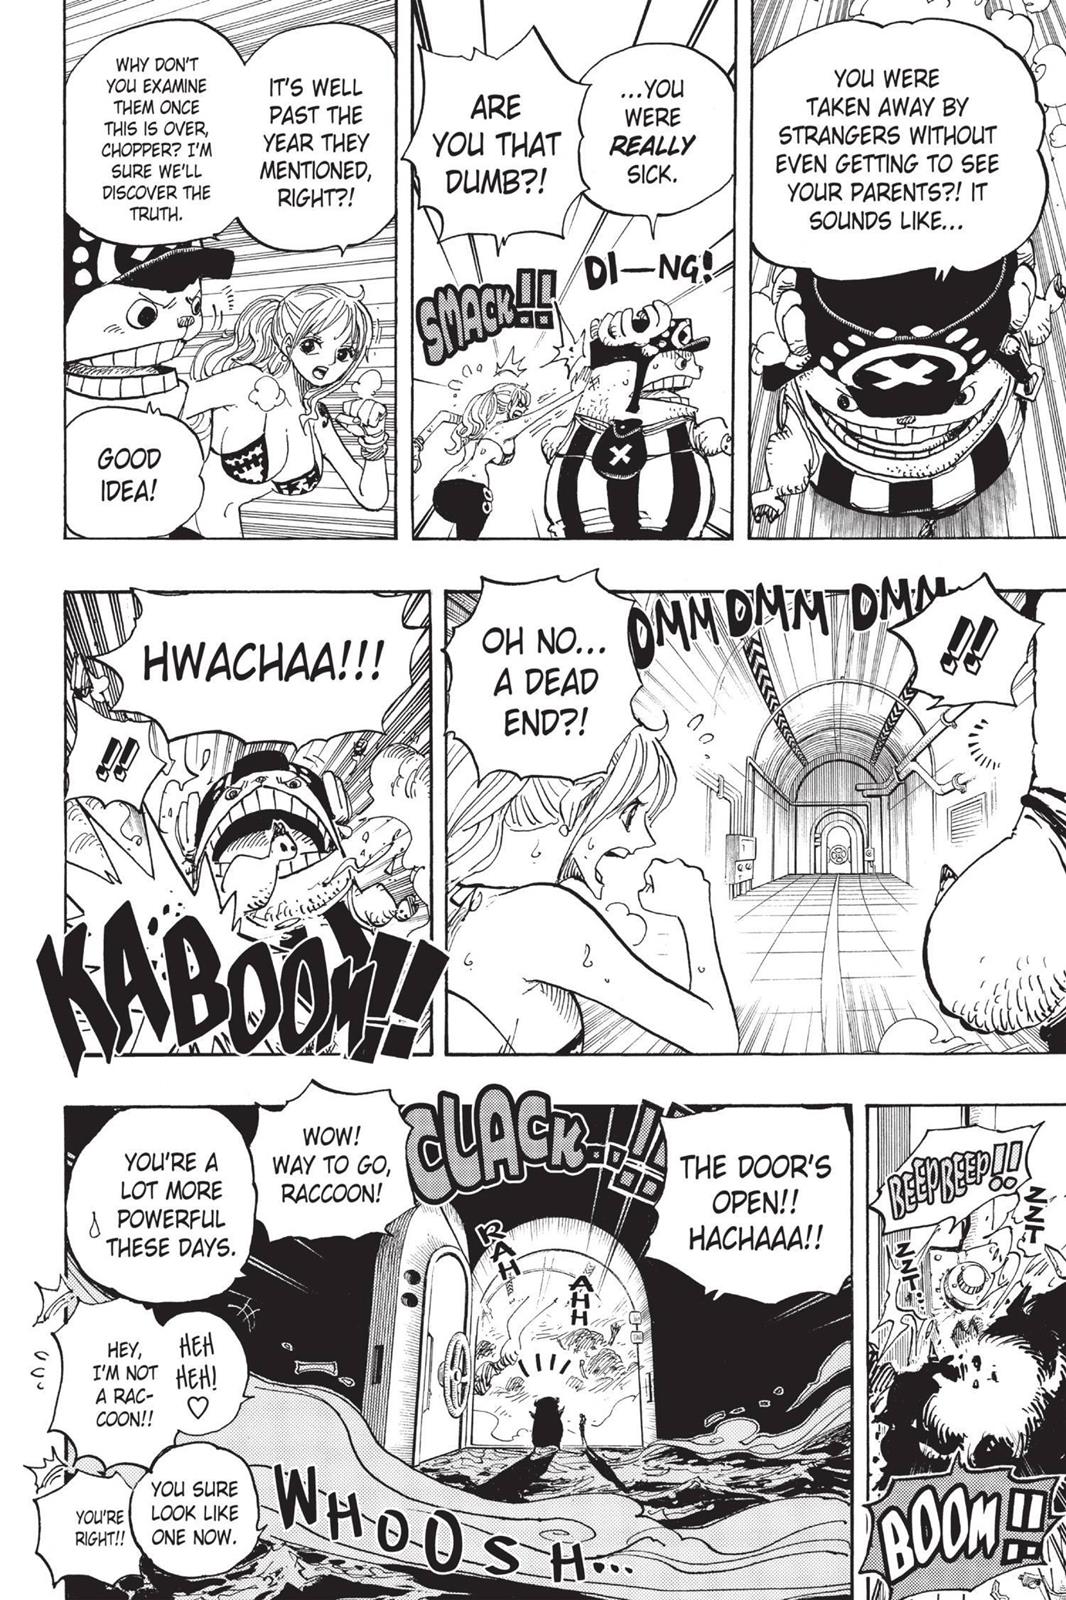 YOU WERE
TAKEN AWAY BY
STRANGERS WITHOUT
EVEN GETTING TO SEE
YOUR PARENTS?! IT
SOUNDS LIKE...
...YOU
WERE
REALLY
SICK.
ARE
YOU THAT
DUMB?!
DI—NG!
SMACK!!
IT'S WELL
PAST THE
YEAR THEY
MENTIONED,
RIGHT?!
WHY DON'T
YOU EXAMINE
THEM ONCE
THIS IS OVER,
CHOPPER? I'M
SURE WE'LL
DISCOVER THE
TRUTH.
GOOD
IDEA!
!!
DMM DMM DMM
OH NO...
A DEAD
END?!
HWACHAA!!!
!!
KABOOM!!
BEEPBEEP!!
ZZT
ZZT
BOOM!!
THE DOOR'S
OPEN!!
HACHAAA!!
CLACK...!!
RAH
AHH
WOW!
WAY TO GO,
RACCOON!
YOU'RE A
LOT MORE
POWERFUL
THESE DAYS.
HEH
HEH!
♡
HEY,
I'M NOT
A RAC-
COON!!
YOU SURE
LOOK LIKE
ONE NOW.
YOU'RE
RIGHT!!
WHOOSH...